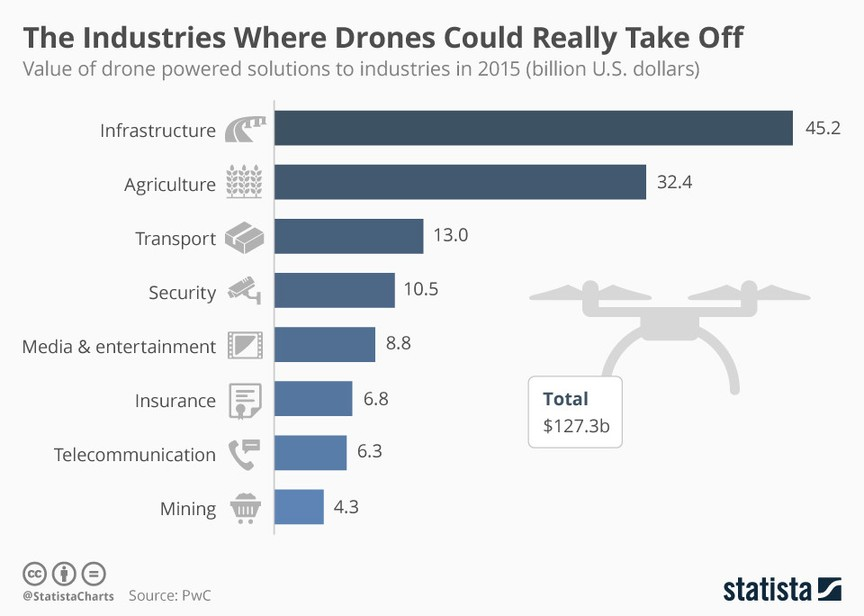 The Industries Where Drones Could Really Take Off
Value of drone powered solutions to industries in 2015 (billion U.S. dollars)
Infrastructure 45.2
Agriculture 32.4
Transport 13.0
Security 10.5
Media & entertainment 8.8
Insurance 6.8
Telecommunication 6.3
Mining 4.3
Total
$127.3b
cc
@StatistaCharts Source: PwC
statista